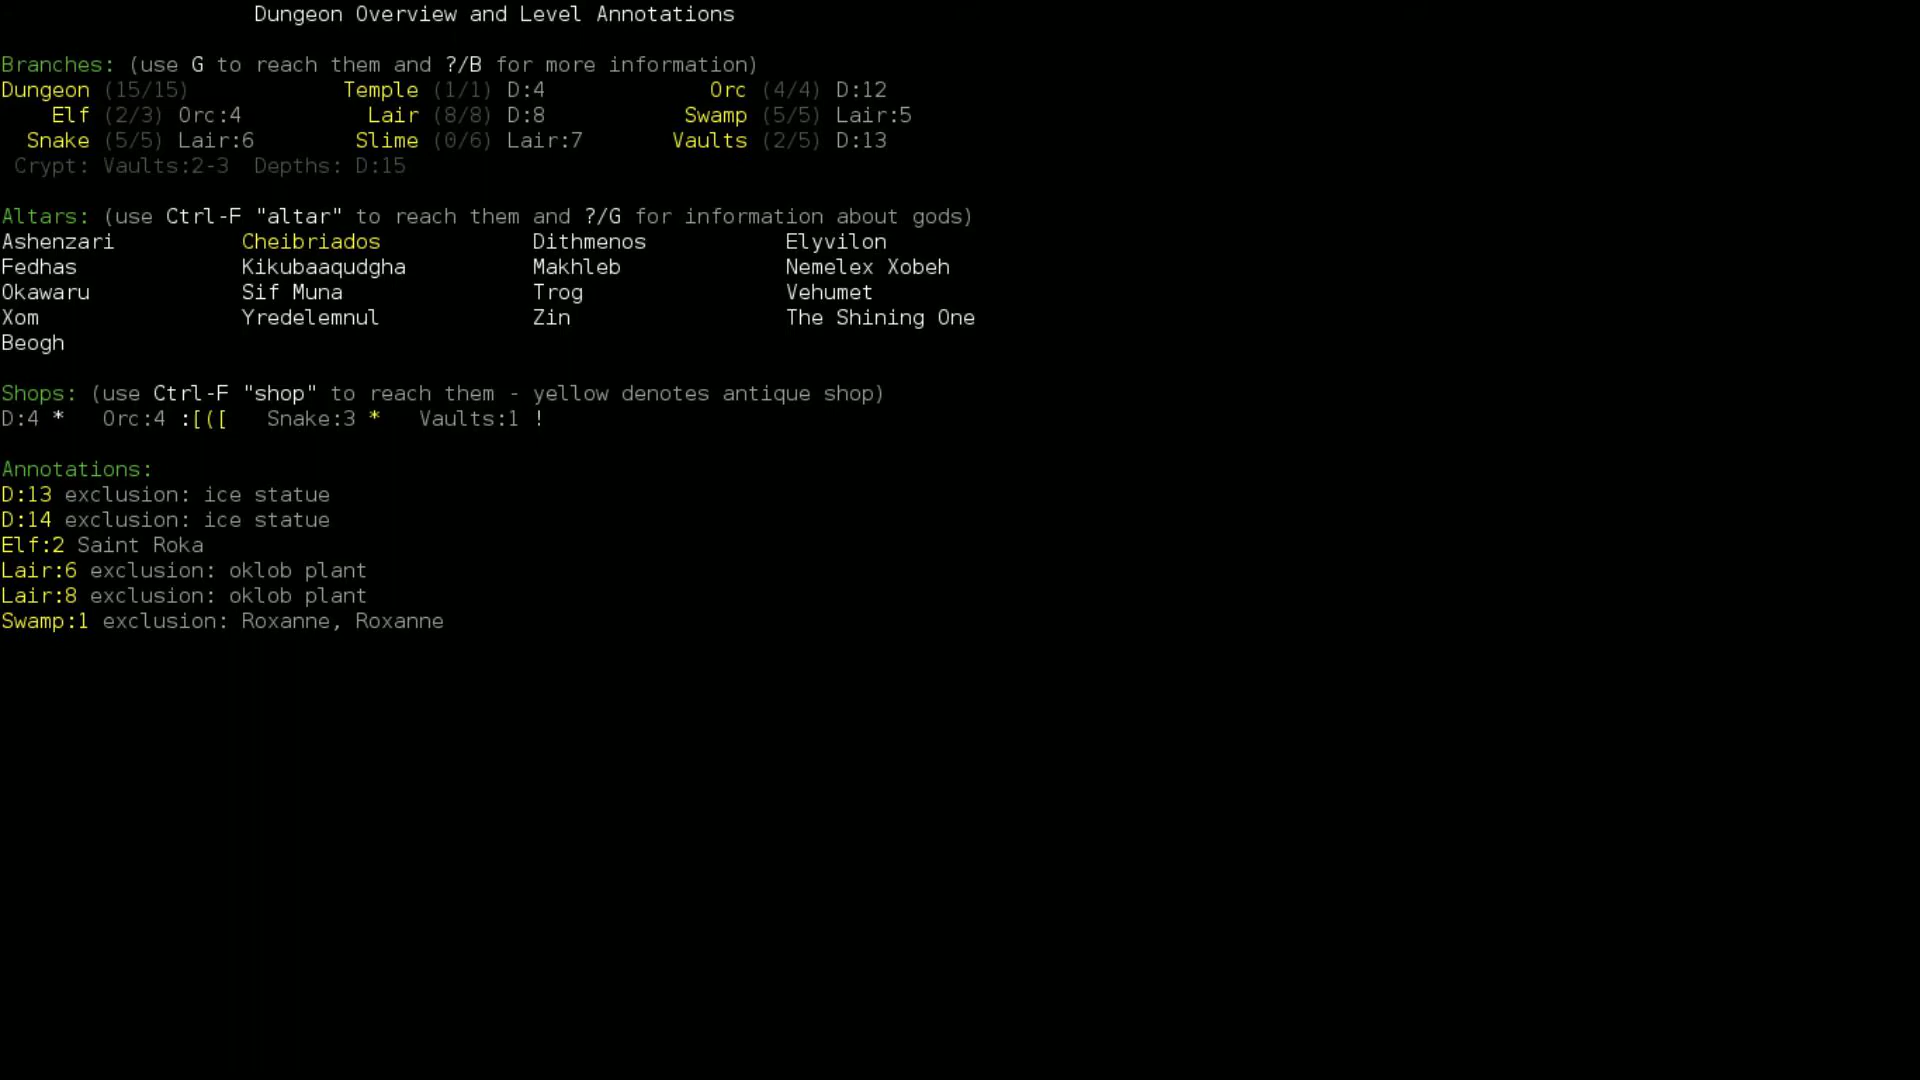 Dungeon Overview and Level Annotations
Branches: (use G to reach them and ?/B for more information)
Dungeon (15/15) Temple (1/1) D:4 Orc (4/4) D:12
Elf (2/3) Orc:4 Lair (8/8) D:8 Swamp (5/5) Lair:5
Snake (5/5) Lair:6 Slime (0/6) Lair:7 Vaults (2/5) D:13
Crypt: Vaults:2-3 Depths: D:15
Altars: (use Ctrl-F "altar" to reach them and ?/G for information about gods)
Ashenzari Cheibriados Dithmenos Elyvilon
Fedhas Kikubaaqudgha Makhleb Nemelex Xobeh
Okawaru Sif Muna Trog Vehumet
Xom Yredelemnul Zin The Shining One
Beogh
Shops: (use Ctrl-F "shop" to reach them - yellow denotes antique shop)
D:4 * Orc:4 :[([ Snake:3 * Vaults:1 !
Annotations:
D:13 exclusion: ice statue
D:14 exclusion: ice statue
Elf:2 Saint Roka
Lair:6 exclusion: oklob plant
Lair:8 exclusion: oklob plant
Swamp:1 exclusion: Roxanne, Roxanne